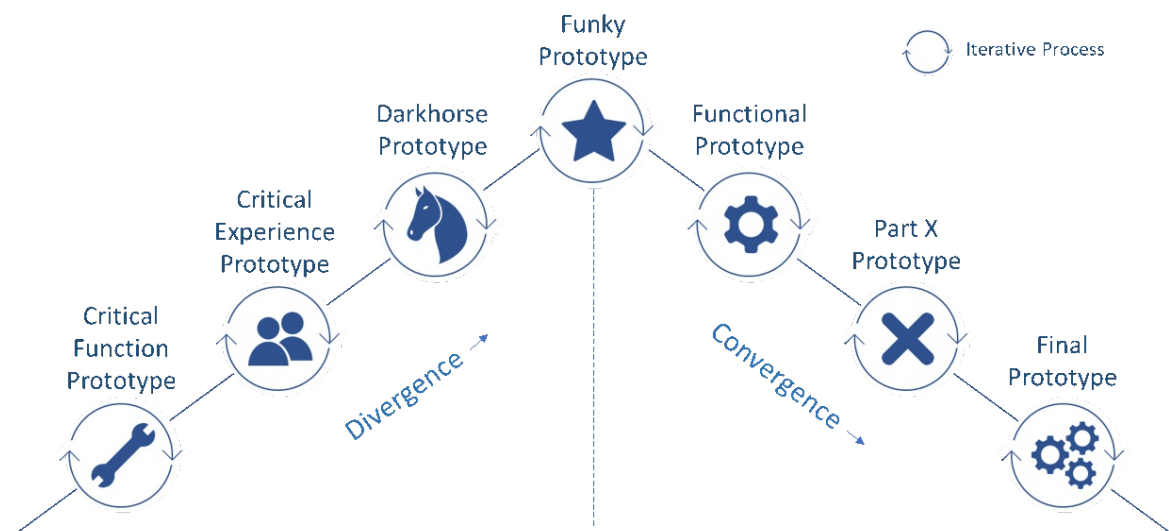 Funky
Prototype
Iterative Process
Darkhorse
Prototype
Functional
Prototype
Critical
Experience
Prototype
Part X
Prototype
Critical
Function
Prototype
Divergence
Convergence
Final
Prototype